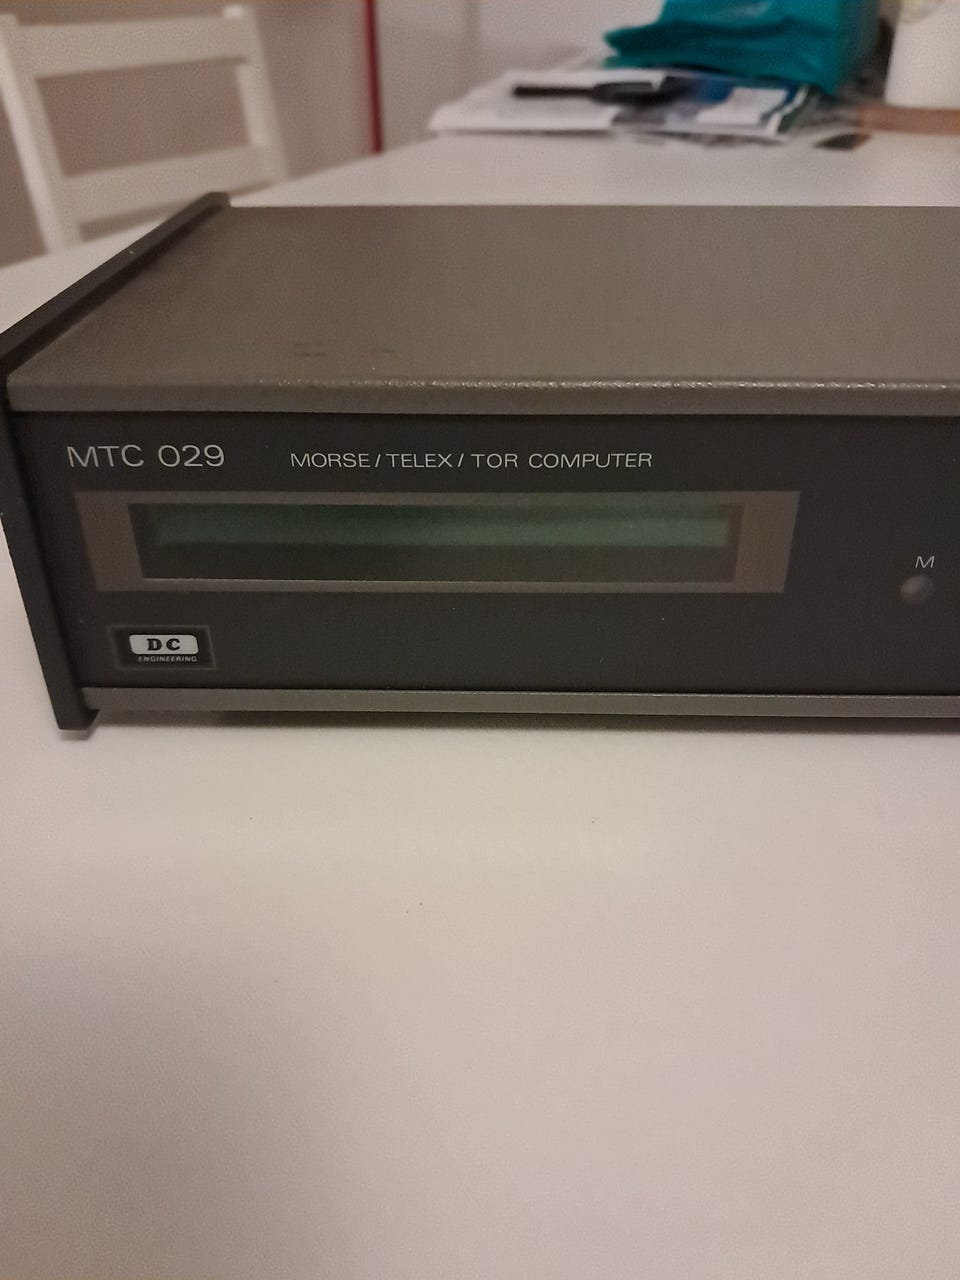 MTC 029 MORSE / TELEX / TOR COMPUTER
M
DC
ENGINEERING